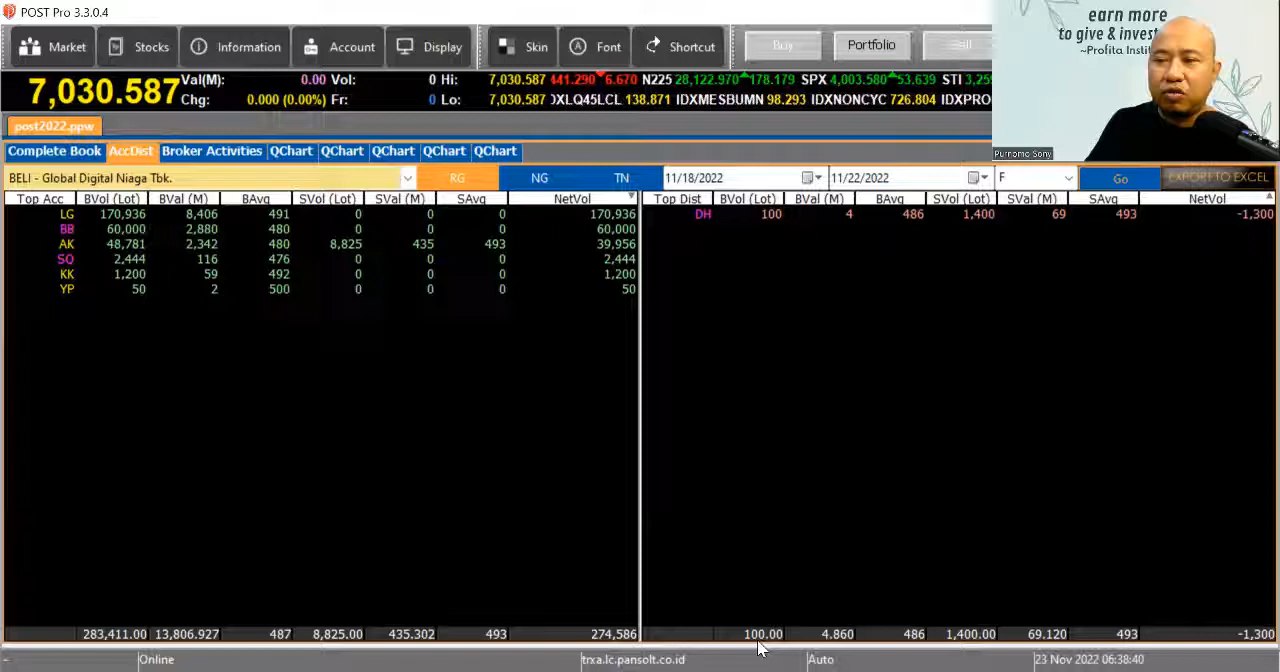 POST Pro 3.3.0.4
Market Stocks Information Account Display Skin Font Shortcut Buy Portfolio Sell
earn more
to give & invest
~Profita Insti
7,030.587 Val(M): 0.00 Vol: 0 Hi: 7,030.587 441.290 6.670 N225 28,122.970 178.179 SPX 4,003.580 53.639 STI 3,259
Chg: 0.000 (0.00%) Fr: 0 Lo: 7,030.587 XLQ45LCL 138.871 IDXMESBUMN 98.293 IDXNONCYC 726.804 IDXPRO
post2022.ppw
Purnomo Sony
Complete Book AccDist Broker Activities QChart QChart QChart QChart QChart
BELI - Global Digital Niaga Tbk. RG NG TN 11/18/2022 11/22/2022 F Go EXPORT TO EXCEL
Top Acc BVol (Lot) BVal (M) BAvg SVol (Lot) SVal (M) SAvg NetVol Top Dist BVol (Lot) BVal (M) BAvg SVol (Lot) SVal (M) SAvg NetVol
LG 170,936 8,406 491 0 0 0 170,936 DH 100 4 486 1,400 69 493 -1,300
BB 60,000 2,880 480 0 0 0 60,000
AK 48,781 2,342 480 8,825 435 493 39,956
SQ 2,444 116 476 0 0 0 2,444
KK 1,200 59 492 0 0 0 1,200
YP 50 2 500 0 0 0 50
283,411.00 13,806.927 487 8,825.00 435.302 493 274,586 100.00 4.860 486 1,400.00 69.120 493 -1,300
- Online trxa.lc.pansolt.co.id Auto 23 Nov 2022 06:38:40